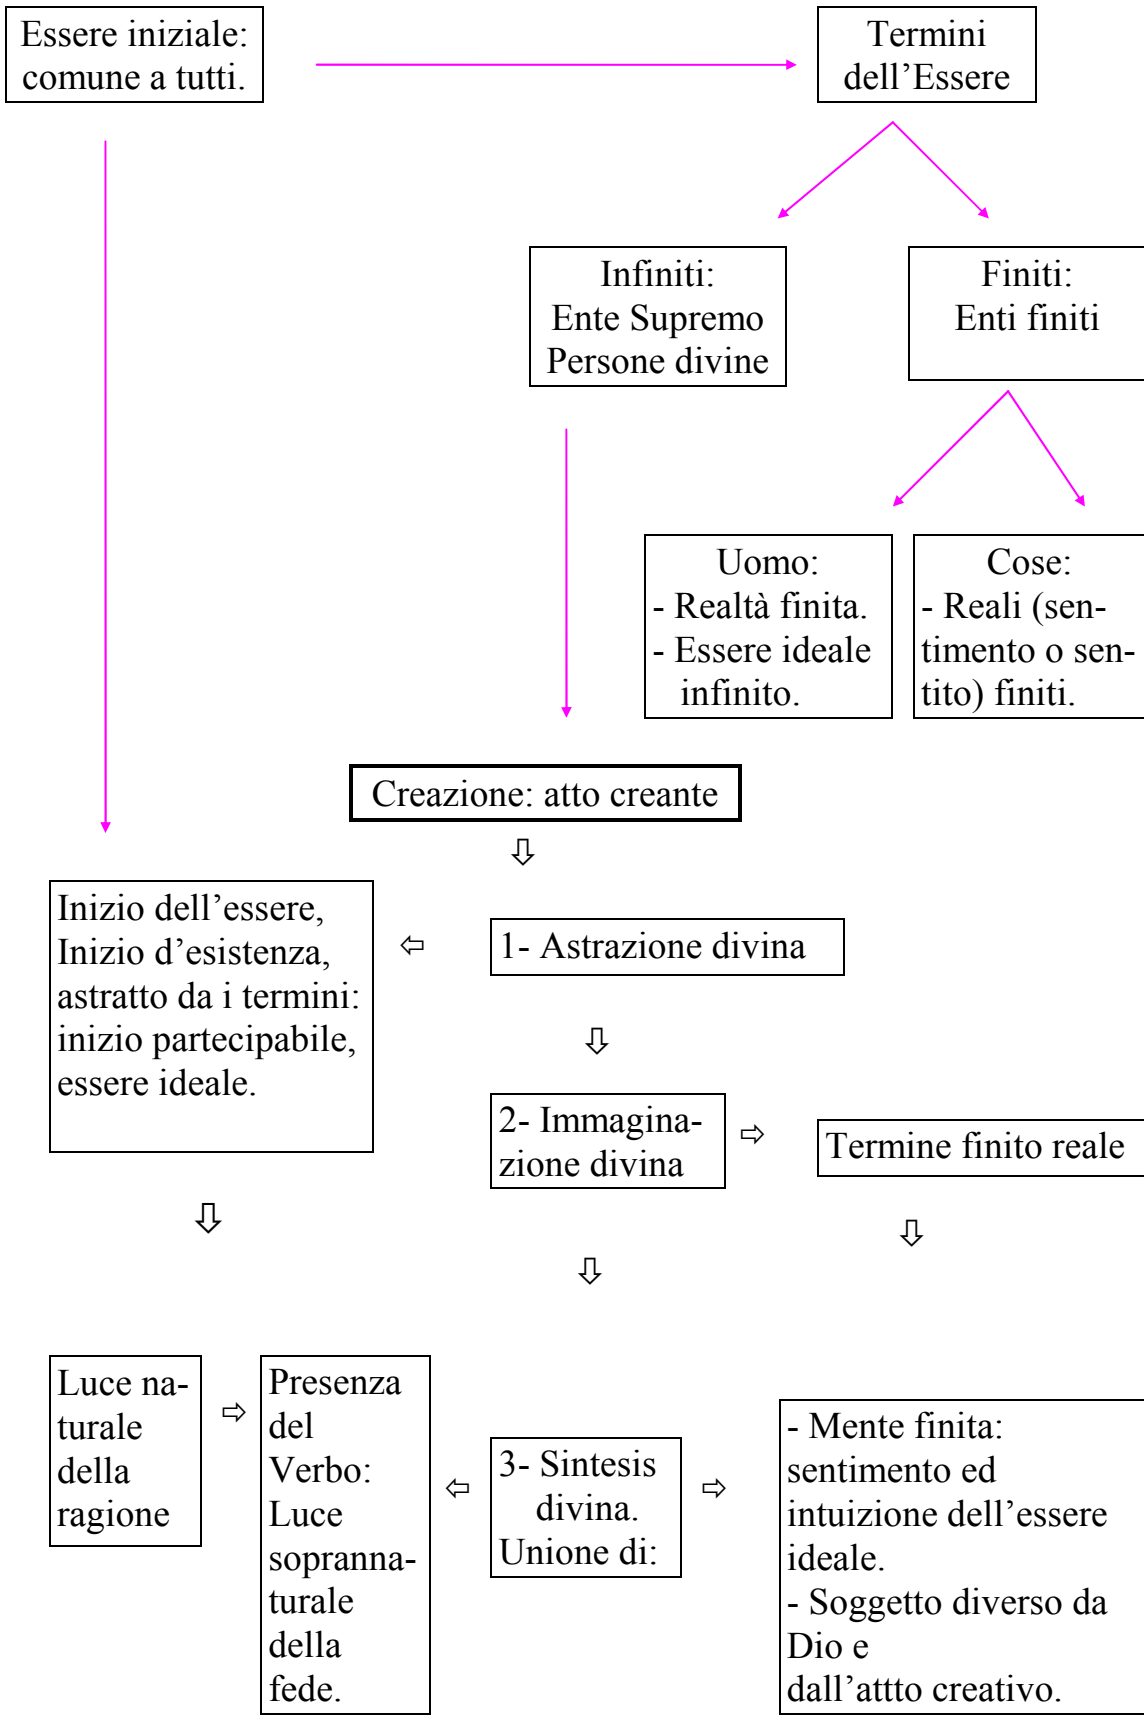 Essere iniziale:
comune a tutti.
Termini
dell’Essere
Infiniti:
Ente Supremo
Persone divine
Finiti:
Enti finiti
Uomo:
- Realtà finita.
- Essere ideale
infinito.
Cose:
- Reali (sen-
timento o sen-
tito) finiti.
Creazione: atto creante
Inizio dell’essere,
Inizio d’esistenza,
astratto da i termini:
inizio partecipabile,
essere ideale.
1- Astrazione divina
2- Immagina-
zione divina
Termine finito reale
Luce na-
turale
della
ragione
Presenza
del
Verbo:
Luce
soprannа-
turale
della
fede.
3- Sintesis
divina.
Unione di:
- Mente finita:
sentimento ed
intuizione dell’essere
ideale.
- Soggetto diverso da
Dio e
dall’attto creativo.